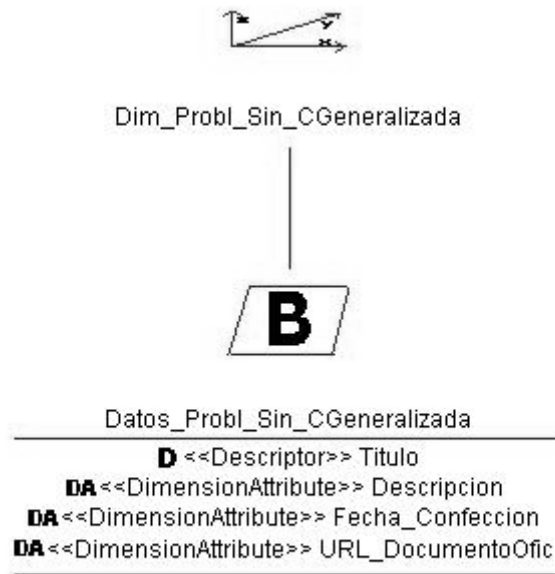 z
y
x
Dim_Probl_Sin_CGeneralizada
B
Datos_Probl_Sin_CGeneralizada
D <<Descriptor>> Titulo
DA <<DimensionAttribute>> Descripcion
DA <<DimensionAttribute>> Fecha_Confeccion
DA <<DimensionAttribute>> URL_DocumentoOfic